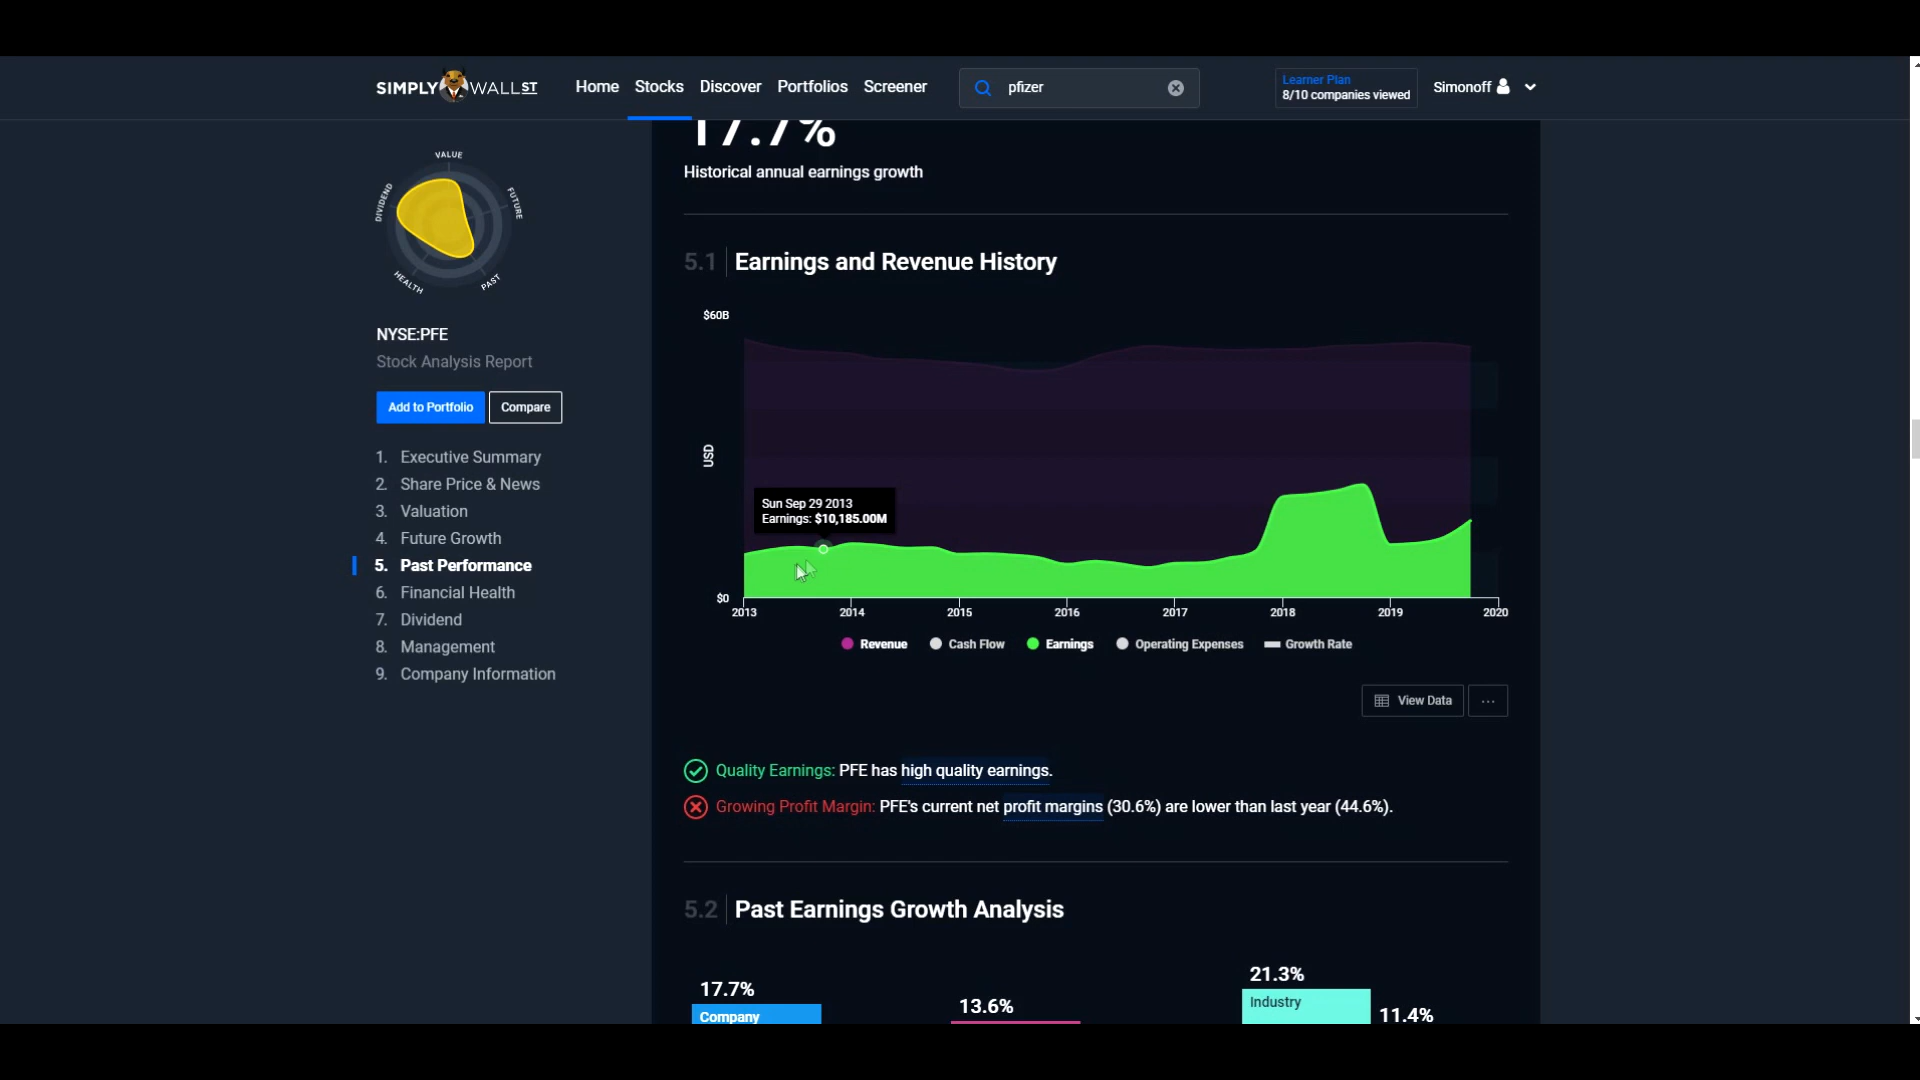 SIMPLY WALLST
Home Stocks Discover Portfolios Screener
pfizer
Learner Plan
8/10 companies viewed
Simonoff
VALUE
FUTURE
PAST
HEALTH
DIVIDEND
NYSE:PFE
Stock Analysis Report
Add to Portfolio Compare
1. Executive Summary
2. Share Price & News
3. Valuation
4. Future Growth
5. Past Performance
6. Financial Health
7. Dividend
8. Management
9. Company Information
17.7%
Historical annual earnings growth
5.1 Earnings and Revenue History
$60B
USD
Sun Sep 29 2013
Earnings: $10,185.00M
$0
2013 2014 2015 2016 2017 2018 2019 2020
Revenue Cash Flow Earnings Operating Expenses Growth Rate
View Data ...
Quality Earnings: PFE has high quality earnings.
Growing Profit Margin: PFE's current net profit margins (30.6%) are lower than last year (44.6%).
5.2 Past Earnings Growth Analysis
17.7%
Company
13.6%
21.3%
Industry
11.4%